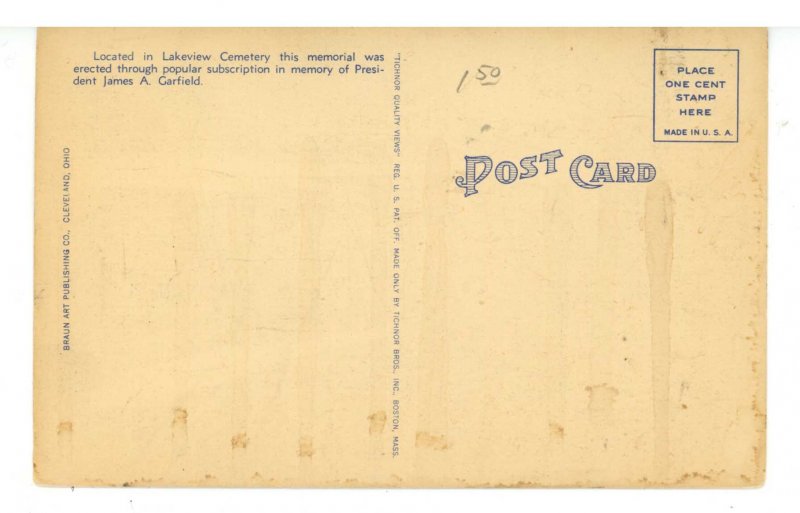 Located in Lakeview Cemetery this memorial was
erected through popular subscription in memory of Presi-
dent James A. Garfield.
BRAUN ART PUBLISHING CO., CLEVELAND, OHIO
"TICHNOR QUALITY VIEWS" REG. U. S. PAT. OFF. MADE ONLY BY TICHNOR BROS., INC., BOSTON, MASS.
1 50
POST CARD
PLACE
ONE CENT
STAMP
HERE
MADE IN U. S. A.